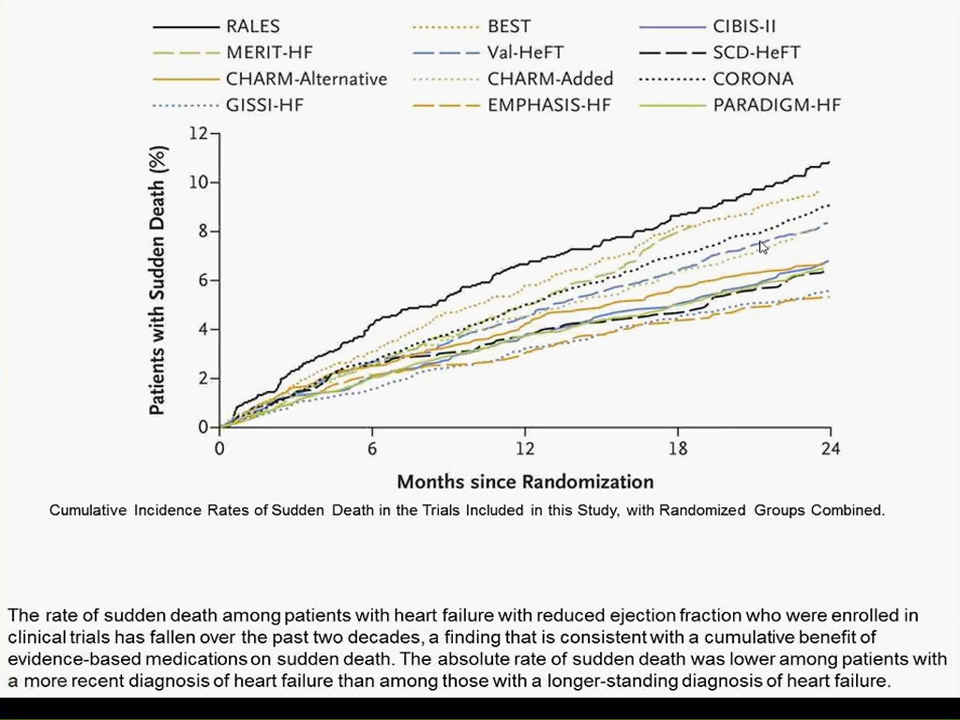 RALES BEST CIBIS-II
MERIT-HF Val-HeFT SCD-HeFT
CHARM-Alternative CHARM-Added CORONA
GISSI-HF EMPHASIS-HF PARADIGM-HF
Patients with Sudden Death (%)
12
10
8
6
4
2
0
0 6 12 18 24
Months since Randomization
Cumulative Incidence Rates of Sudden Death in the Trials Included in this Study, with Randomized Groups Combined.
The rate of sudden death among patients with heart failure with reduced ejection fraction who were enrolled in
clinical trials has fallen over the past two decades, a finding that is consistent with a cumulative benefit of
evidence-based medications on sudden death. The absolute rate of sudden death was lower among patients with
a more recent diagnosis of heart failure than among those with a longer-standing diagnosis of heart failure.